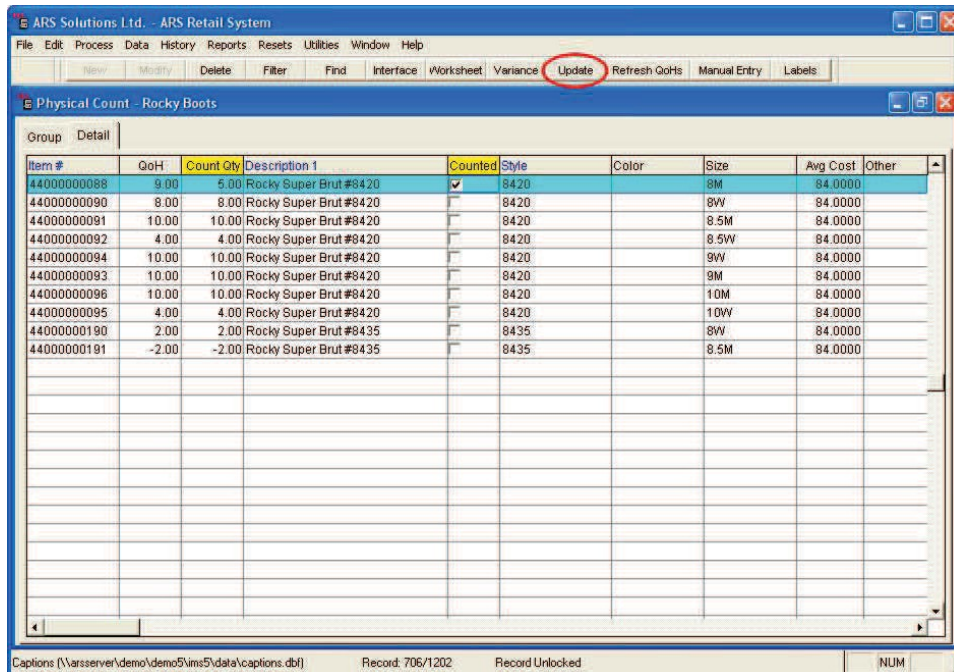 ARS Solutions Ltd. - ARS Retail System
File Edit Process Data History Reports Resets Utilities Window Help
New Modify Delete Filter Find Interface Worksheet Variance Update Refresh QoHs Manual Entry Labels
Physical Count - Rocky Boots
Group Detail
Item # QoH Count Qty Description 1 Counted Style Color Size Avg Cost Other
44000000088 9.00 5.00 Rocky Super Brut #8420 8420 8M 84.0000
44000000090 8.00 8.00 Rocky Super Brut #8420 8420 8W 84.0000
44000000091 10.00 10.00 Rocky Super Brut #8420 8420 8.5M 84.0000
44000000092 4.00 4.00 Rocky Super Brut #8420 8420 8.5W 84.0000
44000000094 10.00 10.00 Rocky Super Brut #8420 8420 9W 84.0000
44000000093 10.00 10.00 Rocky Super Brut #8420 8420 9M 84.0000
44000000096 10.00 10.00 Rocky Super Brut #8420 8420 10M 84.0000
44000000095 4.00 4.00 Rocky Super Brut #8420 8420 10W 84.0000
44000000190 2.00 2.00 Rocky Super Brut #8435 8435 8W 84.0000
44000000191 -2.00 -2.00 Rocky Super Brut #8435 8435 8.5M 84.0000
Captions (\\arsserver\demo\demo5\ims5\data\captions.dbf) Record: 706/1202 Record Unlocked NUM